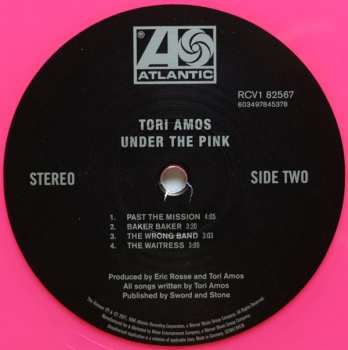 ATLANTIC
RCV1 82567
603497845378
TORI AMOS
UNDER THE PINK
STEREO
SIDE TWO
1. PAST THE MISSION 4:05
2. BAKER BAKER 3:20
3. THE WRONG BAND 3:03
4. THE WAITRESS 3:09
Produced by Eric Rosse and Tori Amos
All songs written by Tori Amos
Published by Sword and Stone